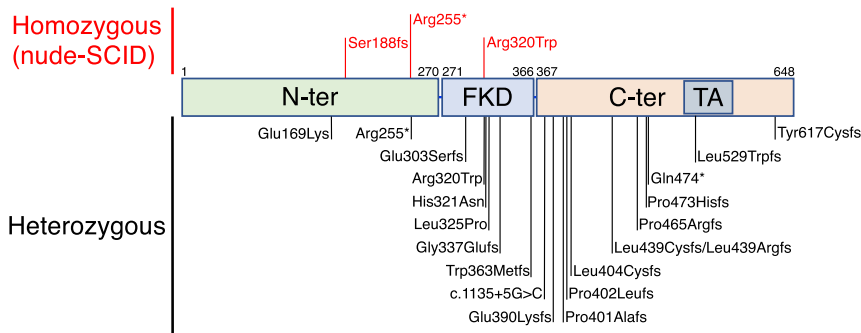 Homozygous
(nude-SCID)
Arg255*
Ser188fs
Arg320Trp
1
270
271
366
367
648
N-ter
FKD
C-ter
TA
Heterozygous
Glu169Lys
Arg255*
Tyr617Cysfs
Glu303Serfs
Leu529Trpfs
Arg320Trp
Gln474*
His321Asn
Pro473Hisfs
Leu325Pro
Pro465Argfs
Gly337Glufs
Leu439Cysfs/Leu439Argfs
Trp363Metfs
Leu404Cysfs
c.1135+5G>C
Pro402Leufs
Glu390Lysfs
Pro401Alafs